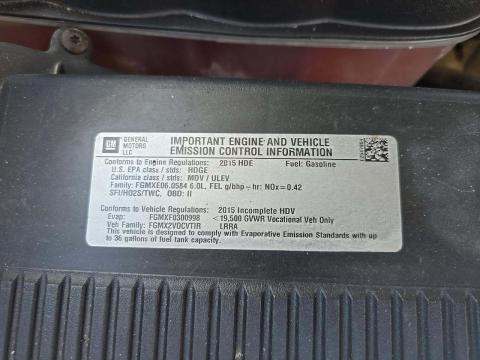 GM
GENERAL
MOTORS
LLC
IMPORTANT ENGINE AND VEHICLE
EMISSION CONTROL INFORMATION
Conforms to Engine Regulations: 2015 HDE Fuel: Gasoline
U.S. EPA class / stds: HDGE
California class / stds: MDV / ULEV
Family: FGMXE06.0584 6.0L, FEL g/bhp - hr: NOx = 0.42
SFI/HO2S/TWC, OBD: II
Conforms to Vehicle Regulations: 2015 Incomplete HDV
Evap: FGMXF0300998 < 19,500 GVWR Vocational Veh Only
Veh Family: FGMX2VOCVTIR LRRA
This vehicle is designed to comply with Evaporative Emission Standards with up
to 36 gallons of fuel tank capacity.